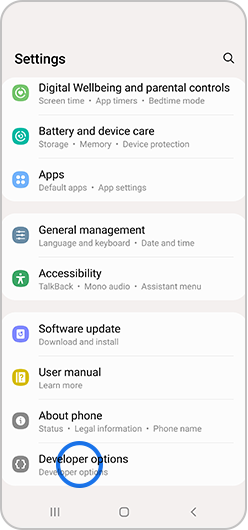 Settings
Digital Wellbeing and parental controls
Screen time • App timers • Bedtime mode
Battery and device care
Storage • Memory • Device protection
Apps
Default apps • App settings
General management
Language and keyboard • Date and time
Accessibility
TalkBack • Mono audio • Assistant menu
Software update
Download and install
User manual
Learn more
About phone
Status • Legal information • Phone name
Developer options
Developer options